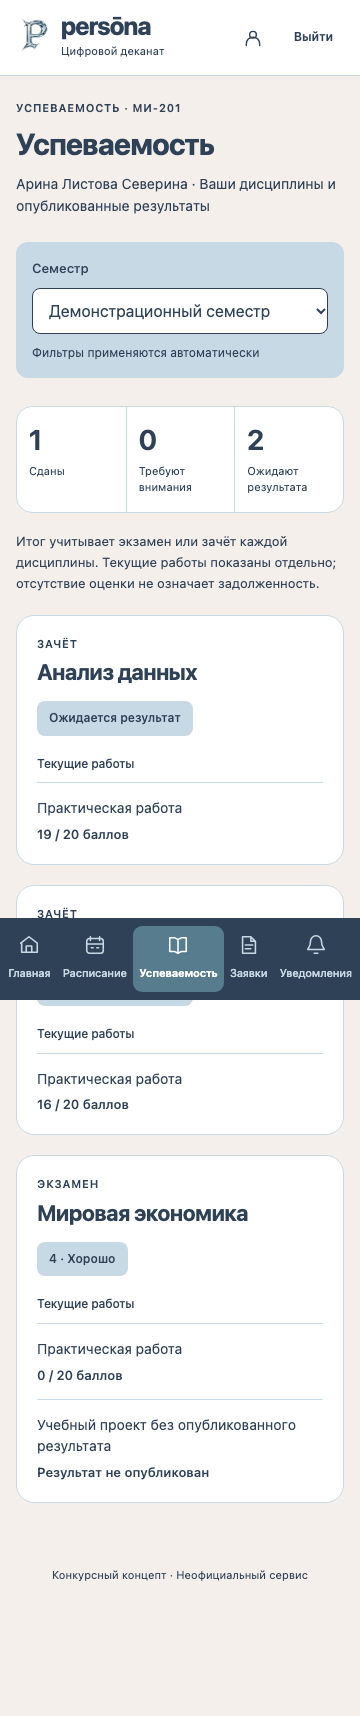 persōna
Цифровой деканат
Выйти
УСПЕВАЕМОСТЬ · МИ-201
Успеваемость
Арина Листова Северина · Ваши дисциплины и
опубликованные результаты
Семестр
Демонстрационный семестр
Фильтры применяются автоматически
1
Сданы
0
Требуют
внимания
2
Ожидают
результата
Итог учитывает экзамен или зачёт каждой
дисциплины. Текущие работы показаны отдельно;
отсутствие оценки не означает задолженность.
ЗАЧЁТ
Анализ данных
Ожидается результат
Текущие работы
Практическая работа
19 / 20 баллов
ЗАЧЁТ
Главная
Расписание
Успеваемость
Заявки
Уведомления
Текущие работы
Практическая работа
16 / 20 баллов
ЭКЗАМЕН
Мировая экономика
4 · Хорошо
Текущие работы
Практическая работа
0 / 20 баллов
Учебный проект без опубликованного
результата
Результат не опубликован
Конкурсный концепт · Неофициальный сервис